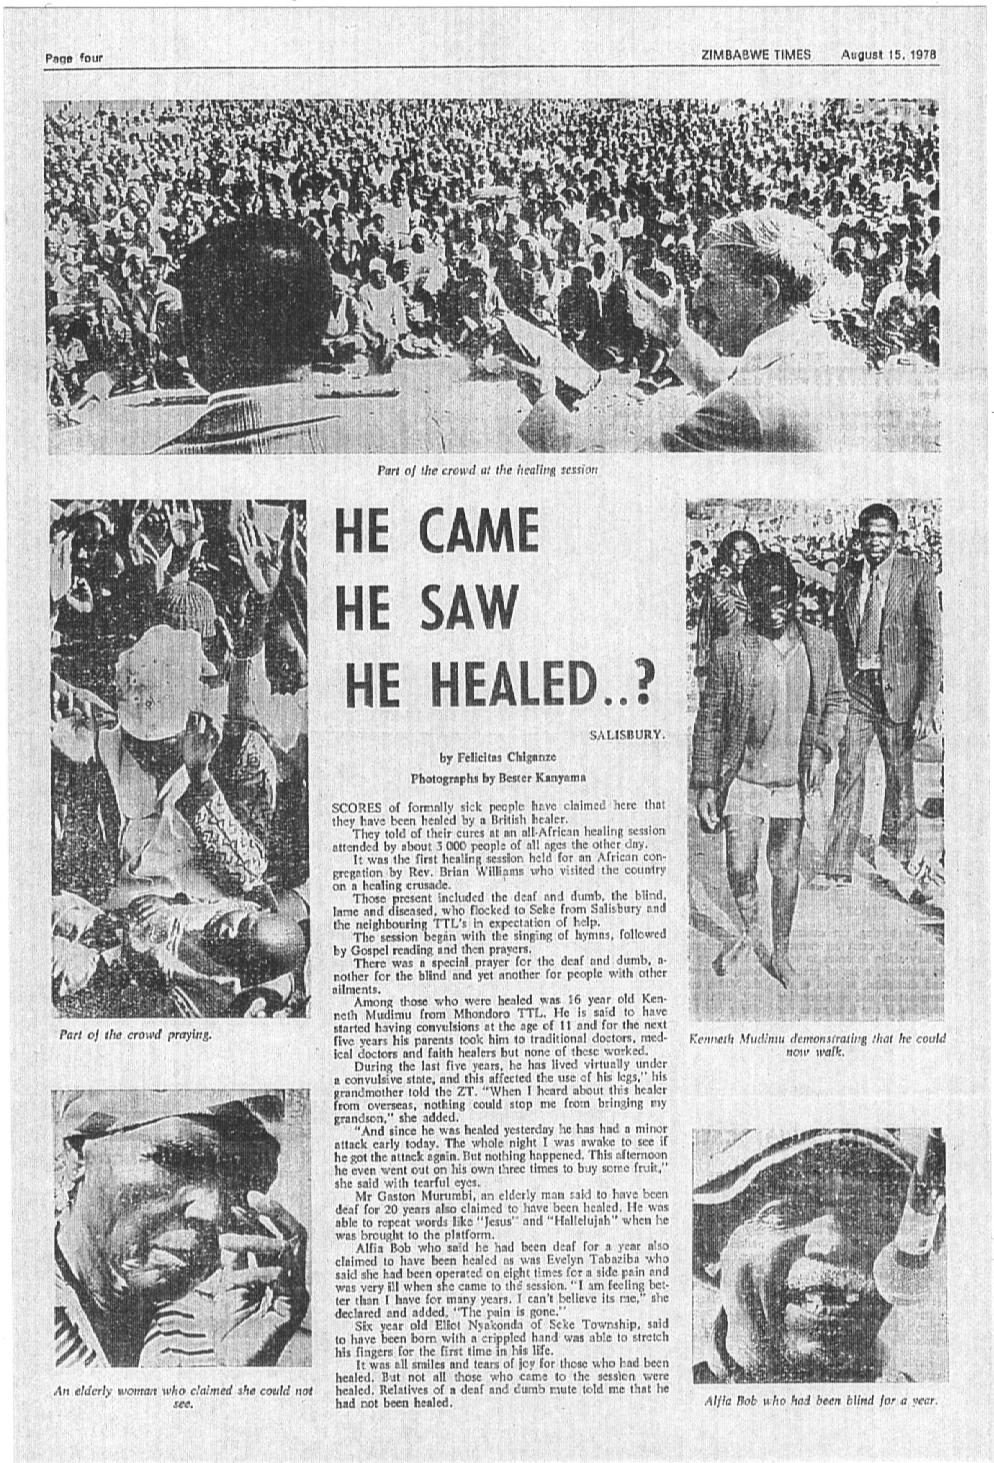 Page four
ZIMBABWE TIMES August 15, 1978
Part of the crowd at the healing session
HE CAME
HE SAW
HE HEALED..?
SALISBURY.
by Felicitas Chiganze
Photographs by Bester Kanyama
SCORES of formally sick people have claimed here that
they have been healed by a British healer.
They told of their cures at an all-African healing session
attended by about 3 000 people of all ages the other day.
It was the first healing session held for an African con-
gregation by Rev. Brian Williams who visited the country
on a healing crusade.
Those present included the deaf and dumb, the blind,
lame and diseased, who flocked to Seke from Salisbury and
the neighbouring TTL's in expectation of help.
The session began with the singing of hymns, followed
by Gospel reading and then prayers.
There was a special prayer for the deaf and dumb, a-
nother for the blind and yet another for people with other
ailments.
Among those who were healed was 16 year old Ken-
neth Mudimu from Mhondoro TTL. He is said to have
started having convulsions at the age of 11 and for the next
five years his parents took him to traditional doctors, med-
ical doctors and faith healers but none of these worked.
During the last five years, he has lived virtually under
a convulsive state, and this affected the use of his legs," his
grandmother told the ZT. "When I heard about this healer
from overseas, nothing could stop me from bringing my
grandson," she added.
"And since he was healed yesterday he has had a minor
attack early today. The whole night I was awake to see if
he got the attack again. But nothing happened. This afternoon
he even went out on his own three times to buy some fruit,"
she said with tearful eyes.
Mr Gaston Murumbi, an elderly man said to have been
deaf for 20 years also claimed to have been healed. He was
able to repeat words like "Jesus" and "Hallelujah" when he
was brought to the platform.
Alfia Bob who said he had been deaf for a year also
claimed to have been healed as was Evelyn Tabaziba who
said she had been operated on eight times for a side pain and
was very ill when she came to the session. "I am feeling bet-
ter than I have for many years. I can't believe its me," she
declared and added, "The pain is gone."
Six year old Eliot Nyakonda of Seke Township, said
to have been born with a crippled hand was able to stretch
his fingers for the first time in his life.
It was all smiles and tears of joy for those who had been
healed. But not all those who came to the session were
healed. Relatives of a deaf and dumb mute told me that he
had not been healed.
Part of the crowd praying.
Kenneth Mudimu demonstrating that he could
now walk.
An elderly woman who claimed she could not
see.
Alfia Bob who had been blind for a year.